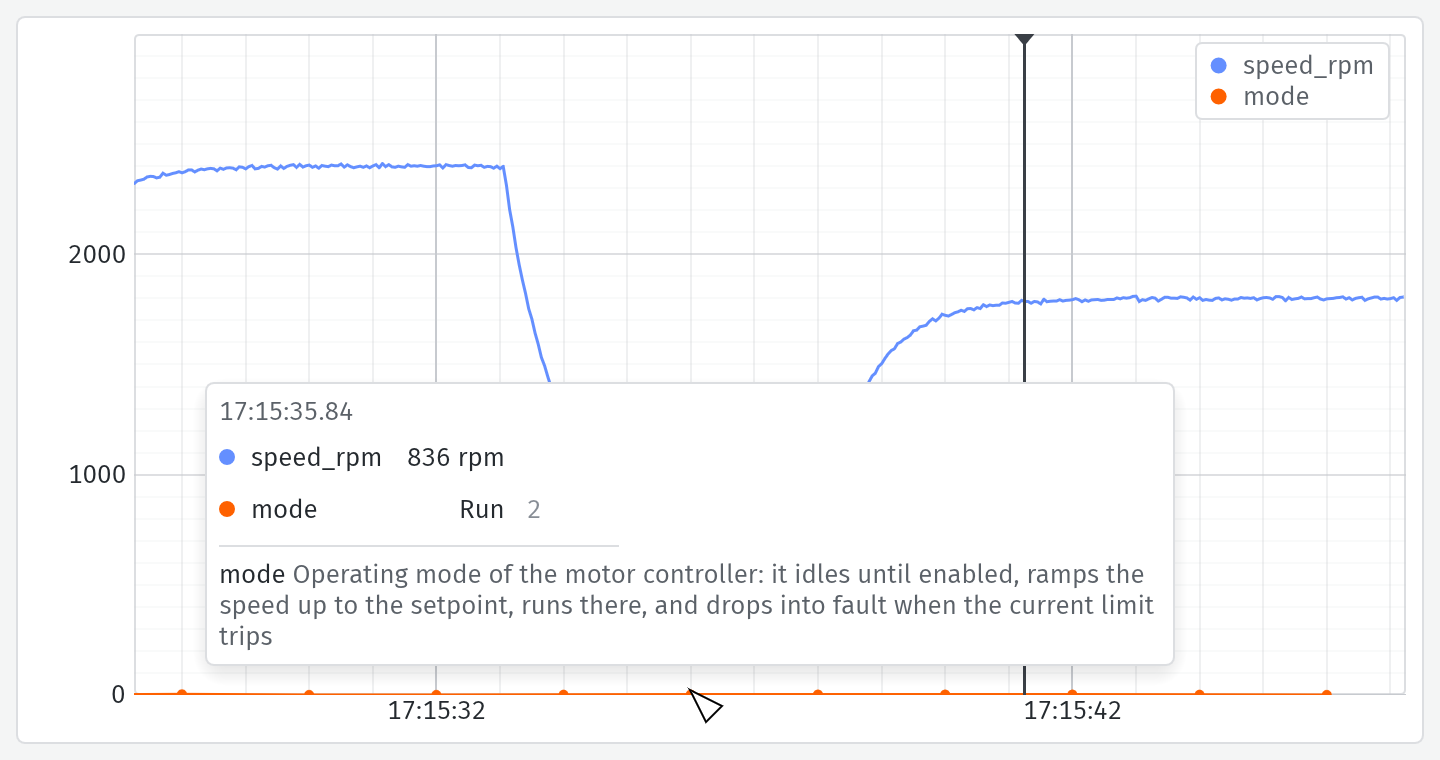 speed_rpm
mode
2000
17:15:35.84
speed_rpm 836 rpm
1000
mode Run 2
mode Operating mode of the motor controller: it idles until enabled, ramps the
speed up to the setpoint, runs there, and drops into fault when the current limit
trips
0
17:15:32 17:15:42